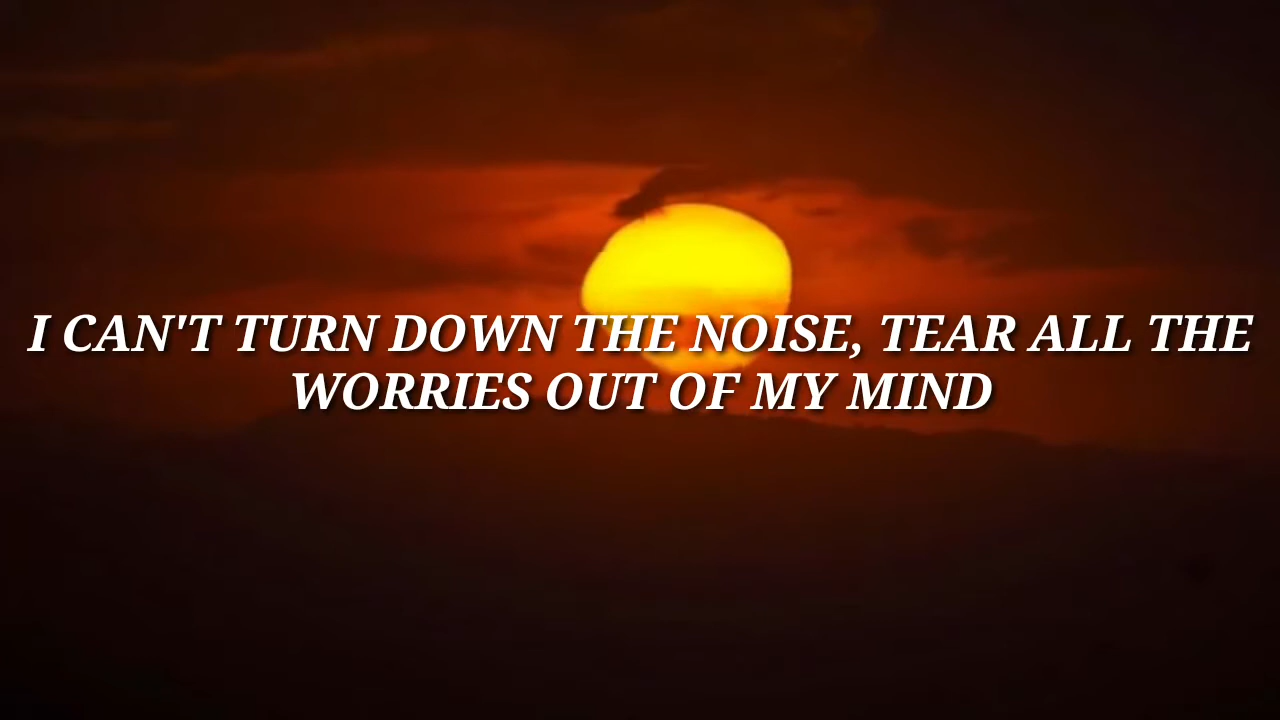 I CAN'T TURN DOWN THE NOISE, TEAR ALL THE
WORRIES OUT OF MY MIND